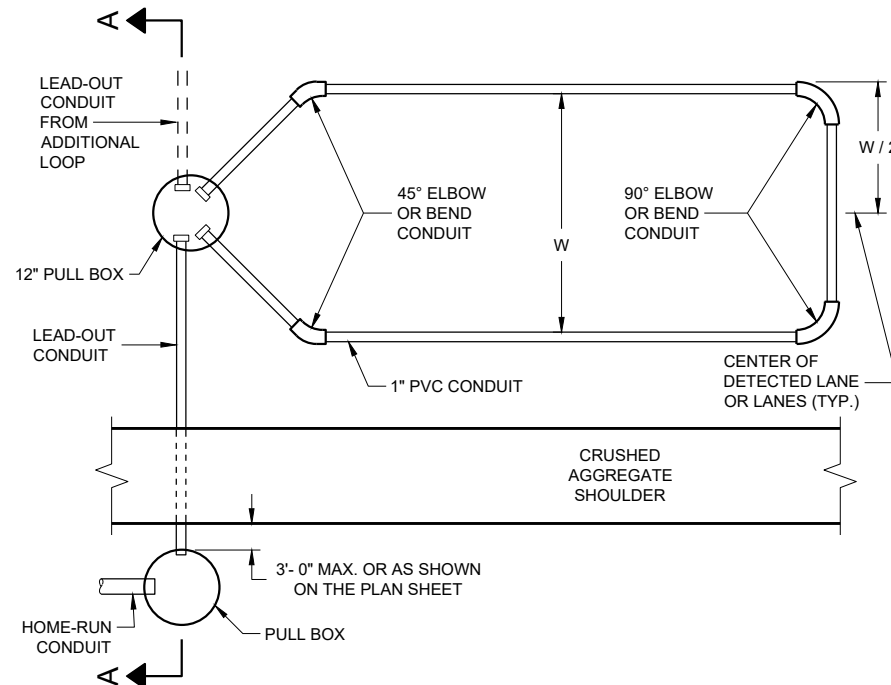 A
LEAD-OUT
CONDUIT
FROM
ADDITIONAL
LOOP
45° ELBOW
OR BEND
CONDUIT
W
90° ELBOW
OR BEND
CONDUIT
W / 2
12" PULL BOX
LEAD-OUT
CONDUIT
1" PVC CONDUIT
CENTER OF
DETECTED LANE
OR LANES (TYP.)
CRUSHED
AGGREGATE
SHOULDER
3'- 0" MAX. OR AS SHOWN
ON THE PLAN SHEET
HOME-RUN
CONDUIT
PULL BOX
A